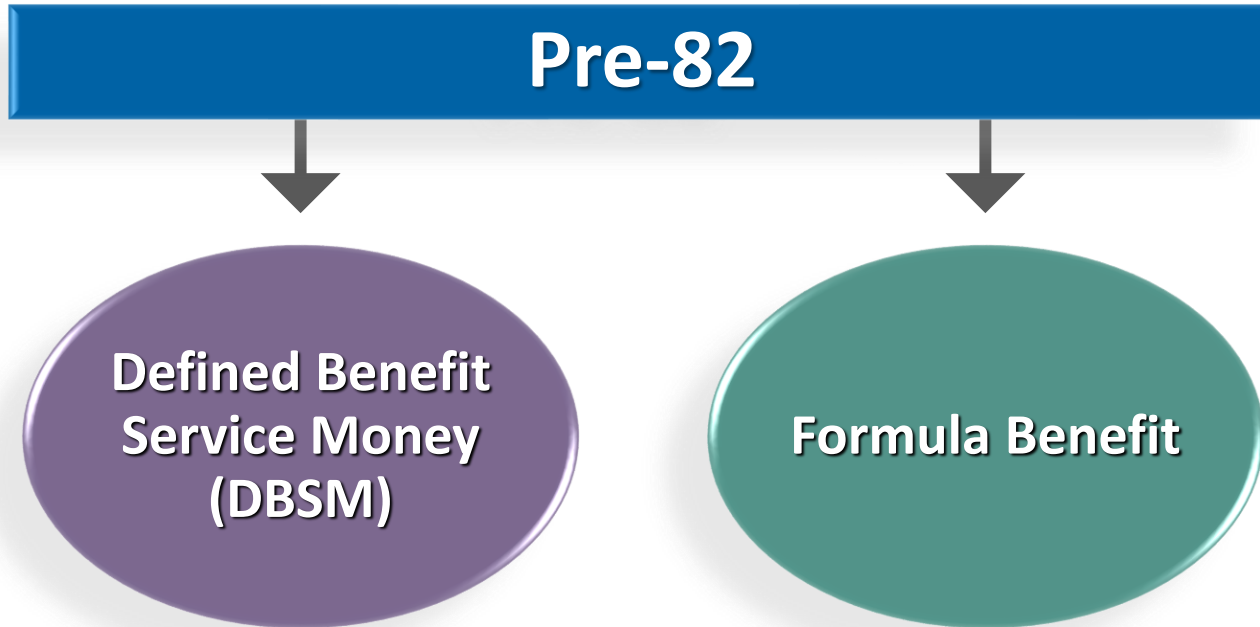 Pre-82
Defined Benefit
Service Money
(DBSM)
Formula Benefit